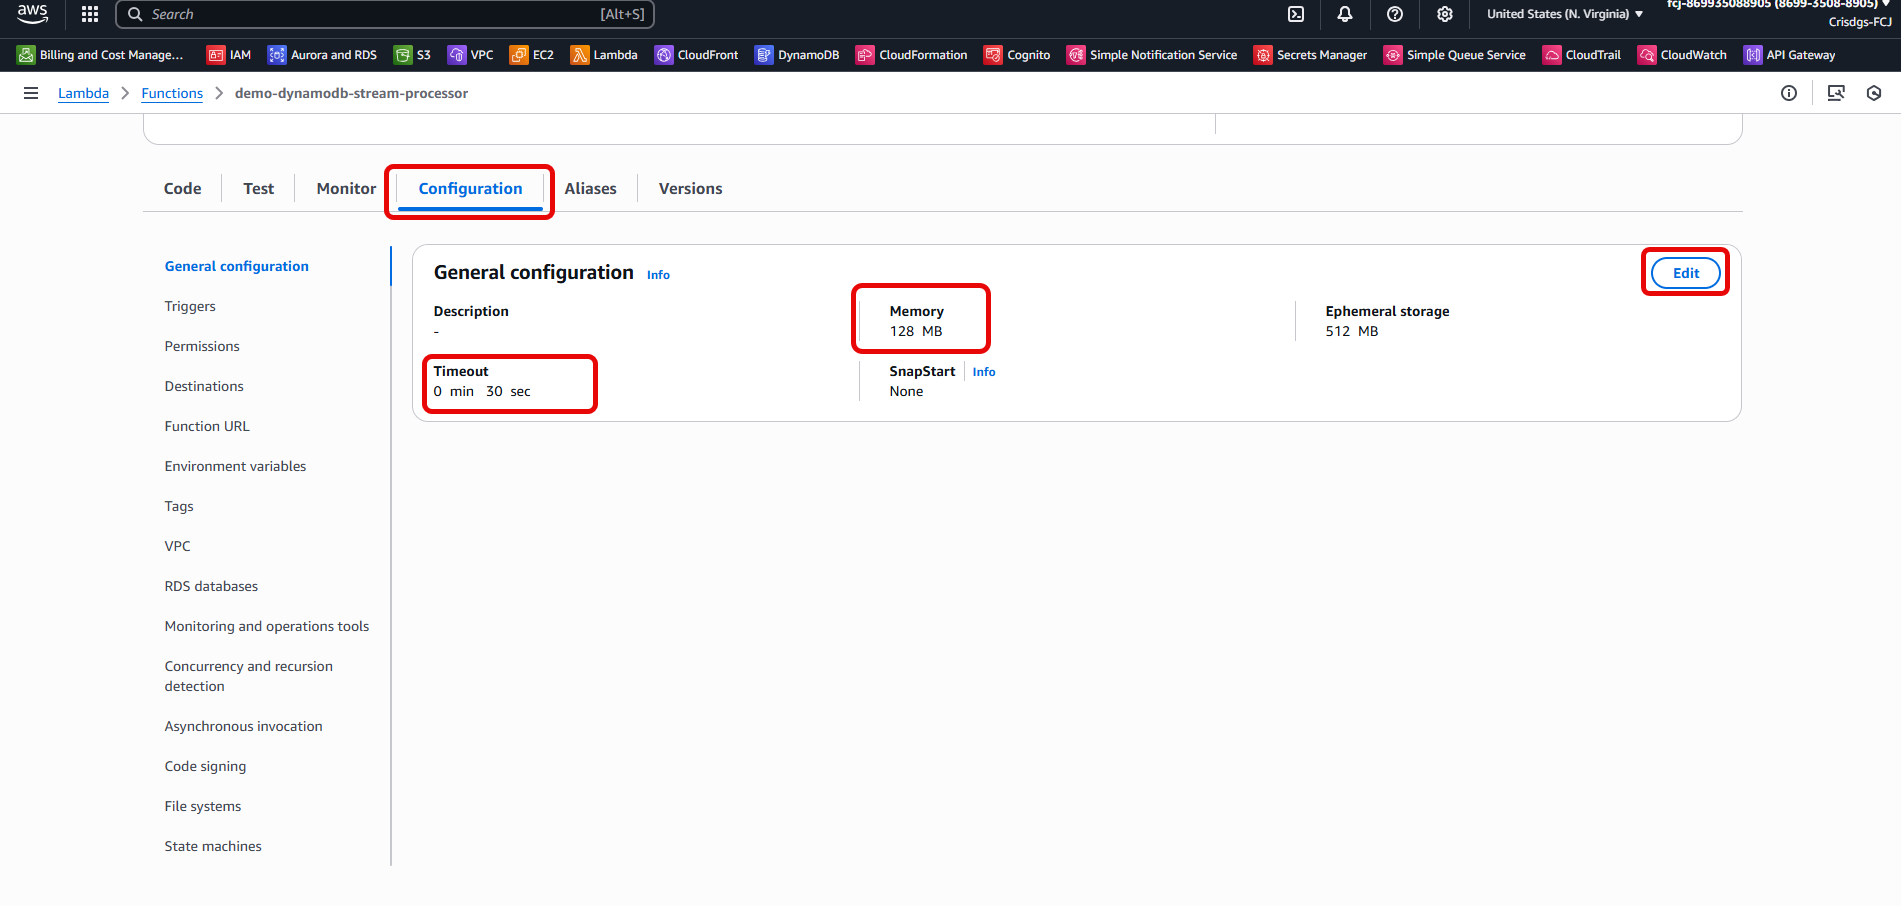 aws
Search [Alt+S]
United States (N. Virginia)
fcj-869935088905 (8699-3508-8905)
Crisdgs-FCJ
Billing and Cost Manage... IAM Aurora and RDS S3 VPC EC2 Lambda CloudFront DynamoDB CloudFormation Cognito Simple Notification Service Secrets Manager Simple Queue Service CloudTrail CloudWatch API Gateway
Lambda Functions demo-dynamodb-stream-processor
Code Test Monitor Configuration Aliases Versions
General configuration
Triggers
Permissions
Destinations
Function URL
Environment variables
Tags
VPC
RDS databases
Monitoring and operations tools
Concurrency and recursion
detection
Asynchronous invocation
Code signing
File systems
State machines
General configuration Info
Edit
Description
-
Memory
128 MB
Ephemeral storage
512 MB
Timeout
0 min 30 sec
SnapStart Info
None